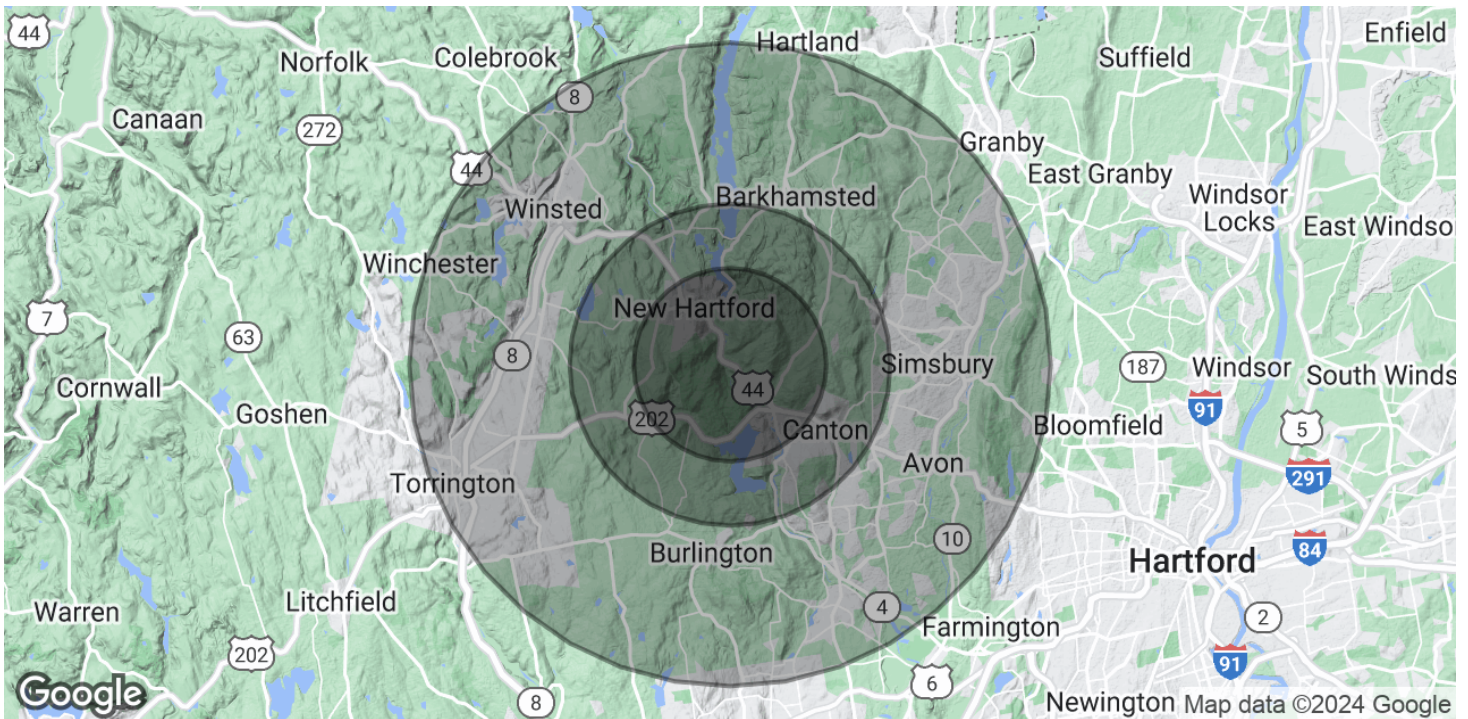 44
Norfolk
Colebrook
Hartland
Suffield
Enfield
Canaan
272
8
44
Granby
East Granby
Windsor
Locks
East Windso
Winsted
Barkhamsted
Winchester
New Hartford
7
63
8
Simsbury
187
Windsor
South Winds
Cornwall
Goshen
44
202
Canton
91
5
Bloomfield
Avon
291
Torrington
10
84
Burlington
Hartford
Litchfield
Warren
4
2
Farmington
202
91
6
8
Newington
Google
Map data ©2024 Google